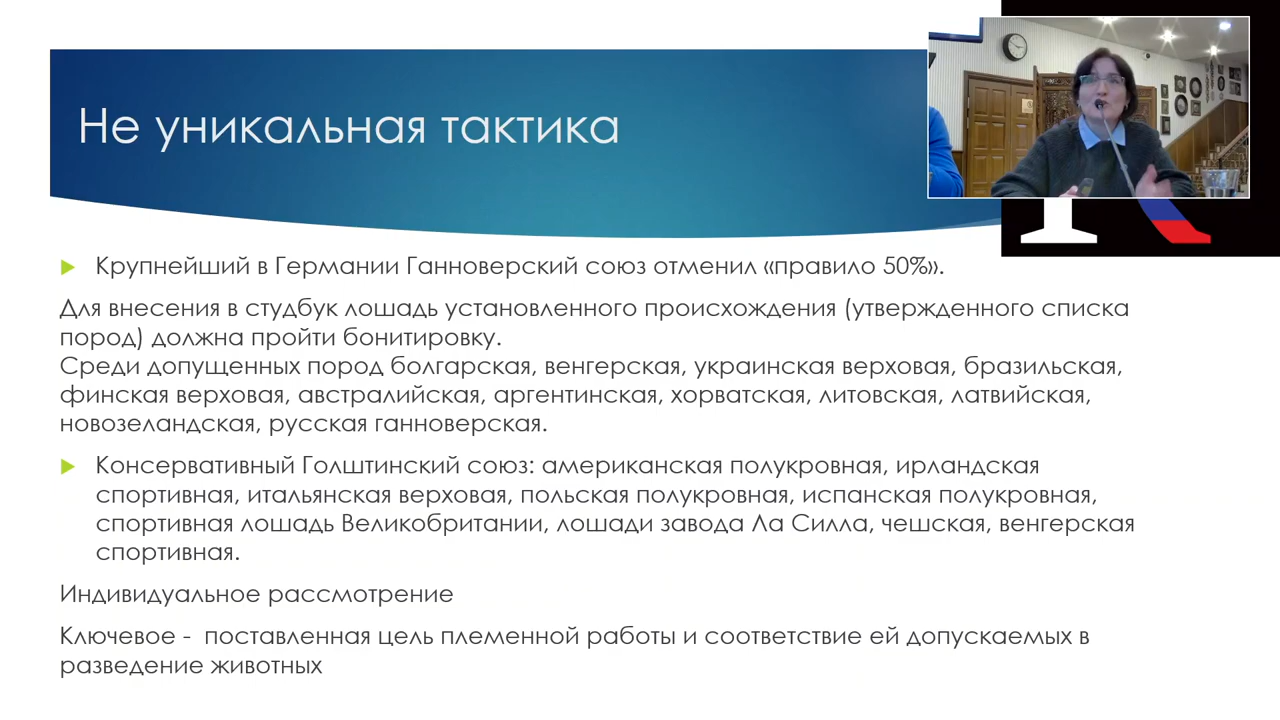 Не уникальная тактика
Крупнейший в Германии Ганноверский союз отменил «правило 50%».
Для внесения в студбук лошадь установленного происхождения (утвержденного списка
пород) должна пройти бонитировку.
Среди допущенных пород болгарская, венгерская, украинская верховая, бразильская,
финская верховая, австралийская, аргентинская, хорватская, литовская, латвийская,
новозеландская, русская ганноверская.
Консервативный Голштинский союз: американская полукровная, ирландская
спортивная, итальянская верховая, польская полукровная, испанская полукровная,
спортивная лошадь Великобритании, лошади завода Ла Силла, чешская, венгерская
спортивная.
Индивидуальное рассмотрение
Ключевое - поставленная цель племенной работы и соответствие ей допускаемых в
разведение животных